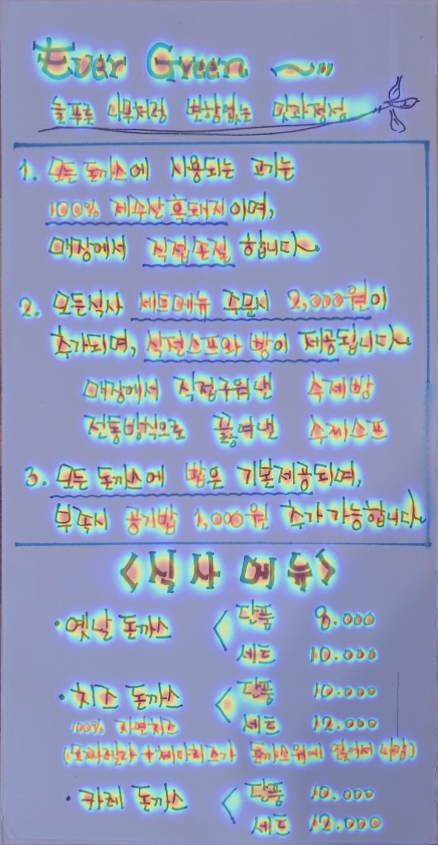 Ever Green
늘푸른 나무처럼 변함없는 맛과정성
1. 모든 돈까스에 사용되는 고기는
100% 제주산 흑돼지 이며,
매장에서 직접손질 합니다.
2. 모든식사 세트메뉴 주문시 2,000원이
추가되며, 식전스프와 빵이 제공됩니다.
매장에서 직접구워낸 수제빵
전통방식으로 끓여낸 수제스프
3. 모든 돈까스에 밥은 기본제공되며,
부족시 공기밥 1,000원 추가가능합니다.
<식사 메뉴>
• 옛날 돈까스 < 단품 8.000
세트 10.000
• 치즈 돈까스 < 단품 10.000
100% 자연치즈 세트 12.000
(모짜렐라 + 돈까스위에 얹어서 나감)
• 카레 돈까스 < 단품 10.000
세트 12.000